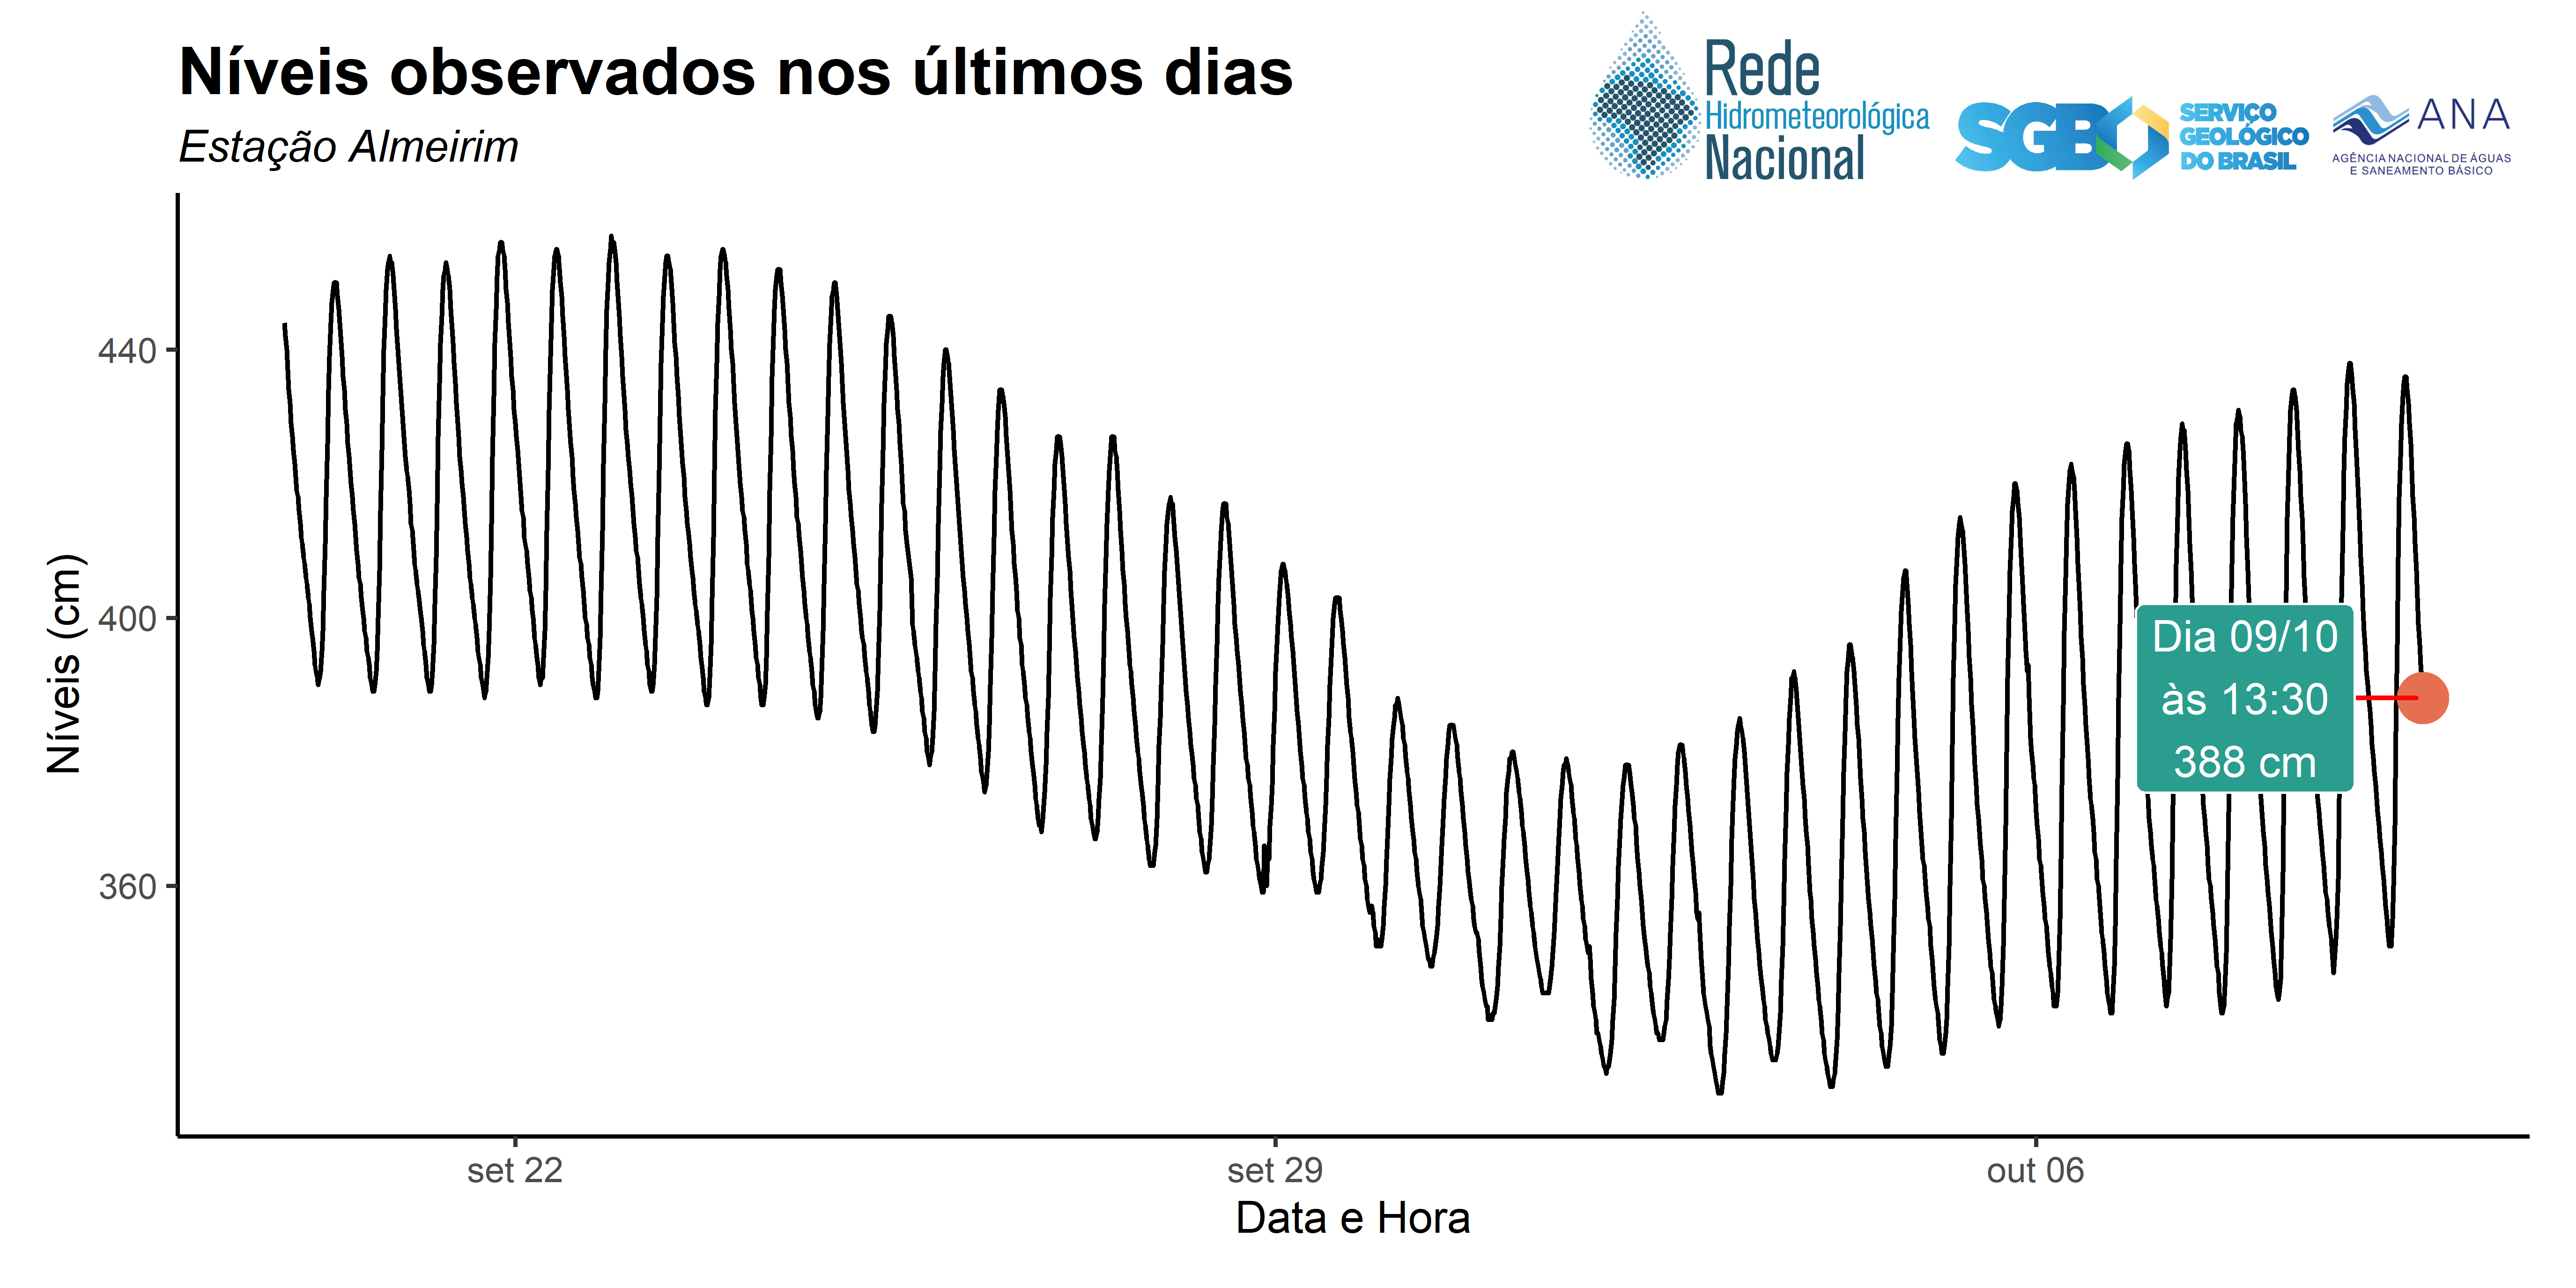 Níveis observados nos últimos dias
Estação Almeirim
Rede
Hidrometeorológica
Nacional
SGB
SERVIÇO
GEOLÓGICO
DO BRASIL
ANA
AGÊNCIA NACIONAL DE ÁGUAS
E SANEAMENTO BÁSICO
Níveis (cm)
440
400
360
Dia 09/10
às 13:30
388 cm
set 22
set 29
out 06
Data e Hora